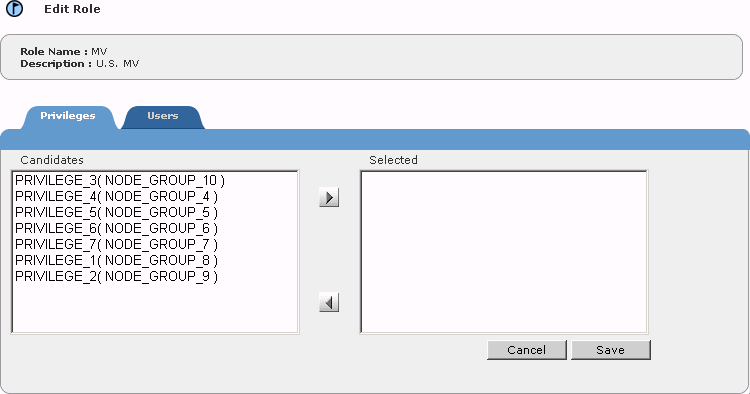 Edit Role
Role Name : MV
Description : U.S. MV
Privileges
Users
Candidates
Selected
PRIVILEGE_3( NODE_GROUP_10 )
PRIVILEGE_4( NODE_GROUP_4 )
PRIVILEGE_5( NODE_GROUP_5 )
PRIVILEGE_6( NODE_GROUP_6 )
PRIVILEGE_7( NODE_GROUP_7 )
PRIVILEGE_1( NODE_GROUP_8 )
PRIVILEGE_2( NODE_GROUP_9 )
Cancel
Save